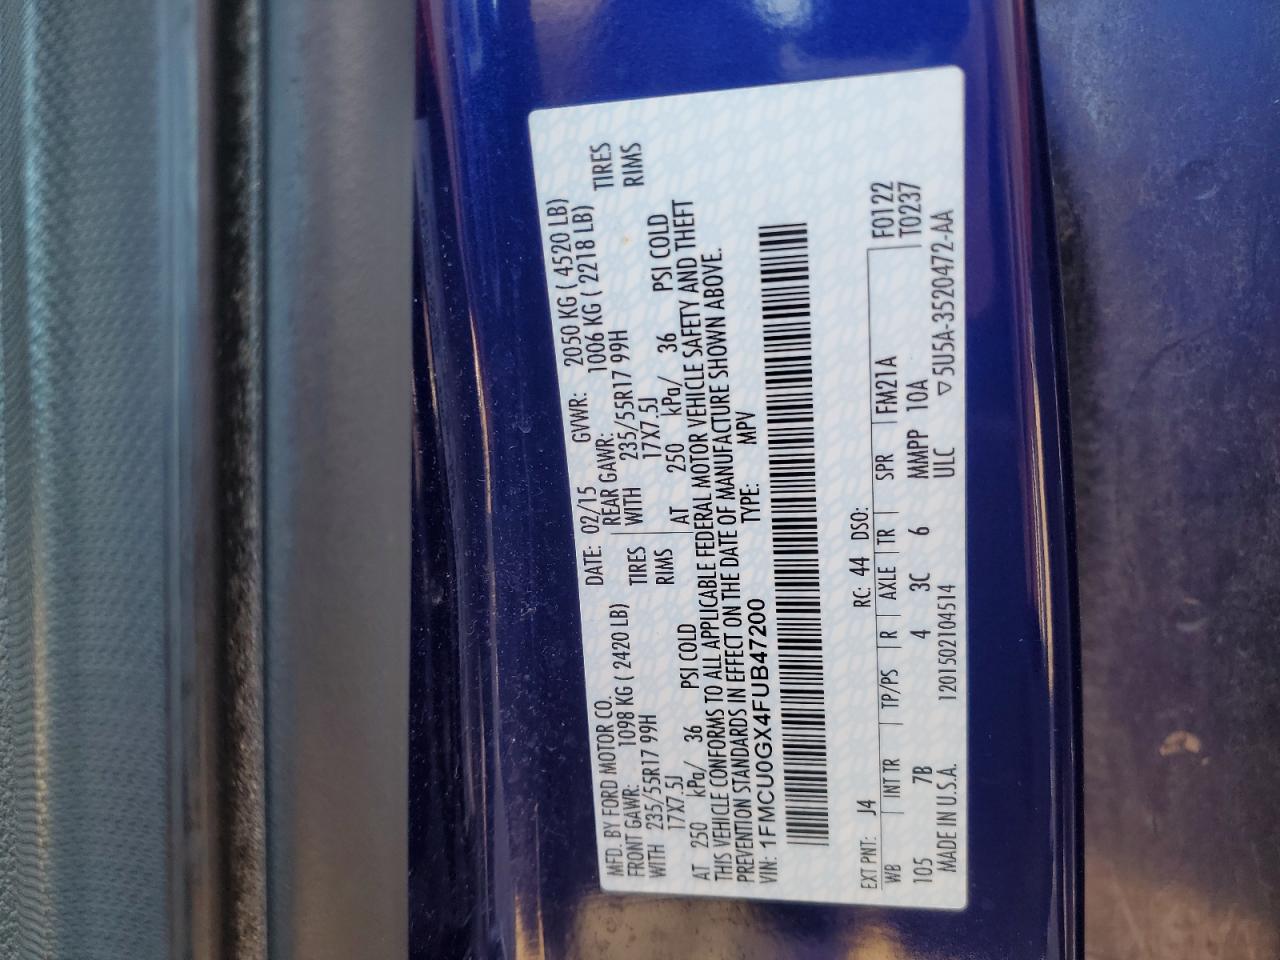 MFD. BY FORD MOTOR CO. DATE: 02/15 GVWR: 2050 KG ( 4520 LB)
FRONT GAWR: 1098 KG ( 2420 LB) REAR GAWR: 1006 KG ( 2218 LB)
WITH 235/55R17 99H TIRES WITH 235/55R17 99H TIRES
17X7.5J RIMS 17X7.5J RIMS
AT 250 kPa/ 36 PSI COLD AT 250 kPa/ 36 PSI COLD
THIS VEHICLE CONFORMS TO ALL APPLICABLE FEDERAL MOTOR VEHICLE SAFETY AND THEFT
PREVENTION STANDARDS IN EFFECT ON THE DATE OF MANUFACTURE SHOWN ABOVE.
VIN: 1FMCU0GX4FUB47200 TYPE: MPV
EXT PNT: J4 RC: 44 DSO: F0122
WB INT TR TP/PS R AXLE TR SPR FM21A T0237
105 7B 4 3C 6 MMPP 10A
MADE IN U.S.A. 1201502104514 ULC ▽5U5A-3520472-AA